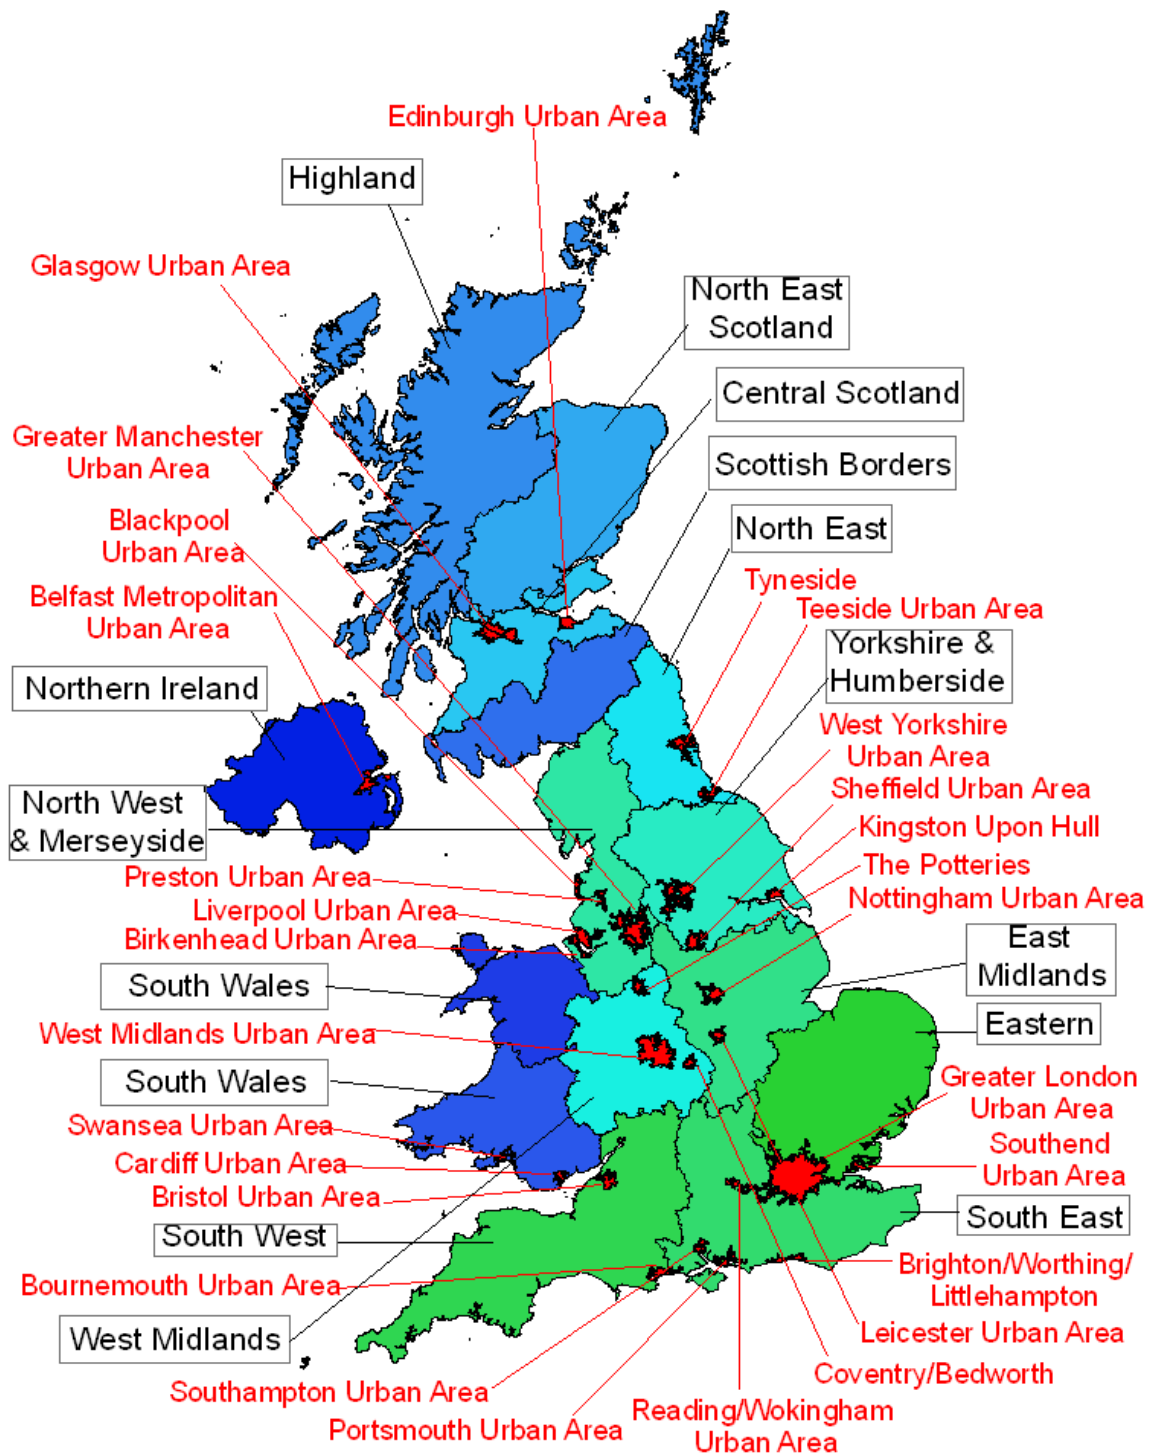 Edinburgh Urban Area
Highland
Glasgow Urban Area
North East
Scotland
Central Scotland
Greater Manchester
Urban Area
Scottish Borders
Blackpool
Urban Area
North East
Tyneside
Belfast Metropolitan
Urban Area
Teeside Urban Area
Yorkshire &
Humberside
Northern Ireland
West Yorkshire
Urban Area
Sheffield Urban Area
North West
& Merseyside
Kingston Upon Hull
The Potteries
Preston Urban Area
Nottingham Urban Area
Liverpool Urban Area
Birkenhead Urban Area
East
Midlands
South Wales
Eastern
West Midlands Urban Area
South Wales
Greater London
Urban Area
Swansea Urban Area
Southend
Urban Area
Cardiff Urban Area
Bristol Urban Area
South East
South West
Bournemouth Urban Area
Brighton/Worthing/
Littlehampton
West Midlands
Leicester Urban Area
Coventry/Bedworth
Southampton Urban Area
Portsmouth Urban Area
Reading/Wokingham
Urban Area